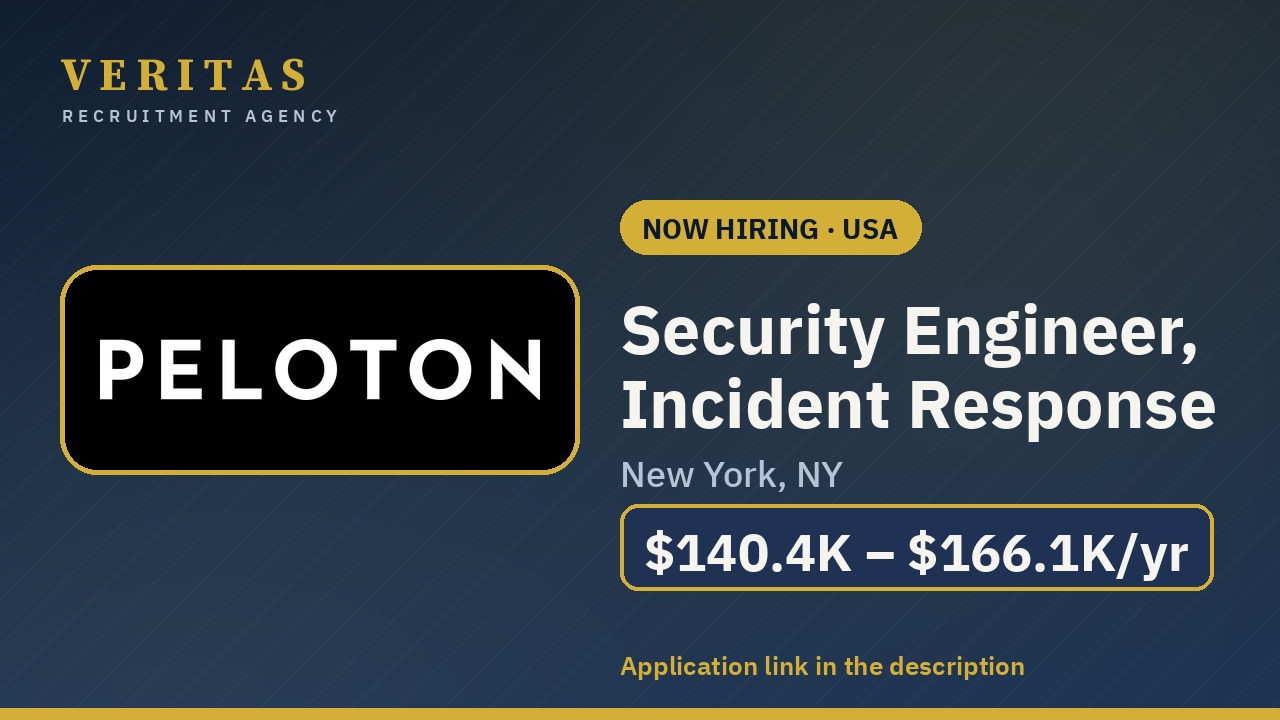 VERITAS
RECRUITMENT AGENCY
NOW HIRING · USA
PELOTON
Security Engineer,
Incident Response
New York, NY
$140.4K – $166.1K/yr
Application link in the description